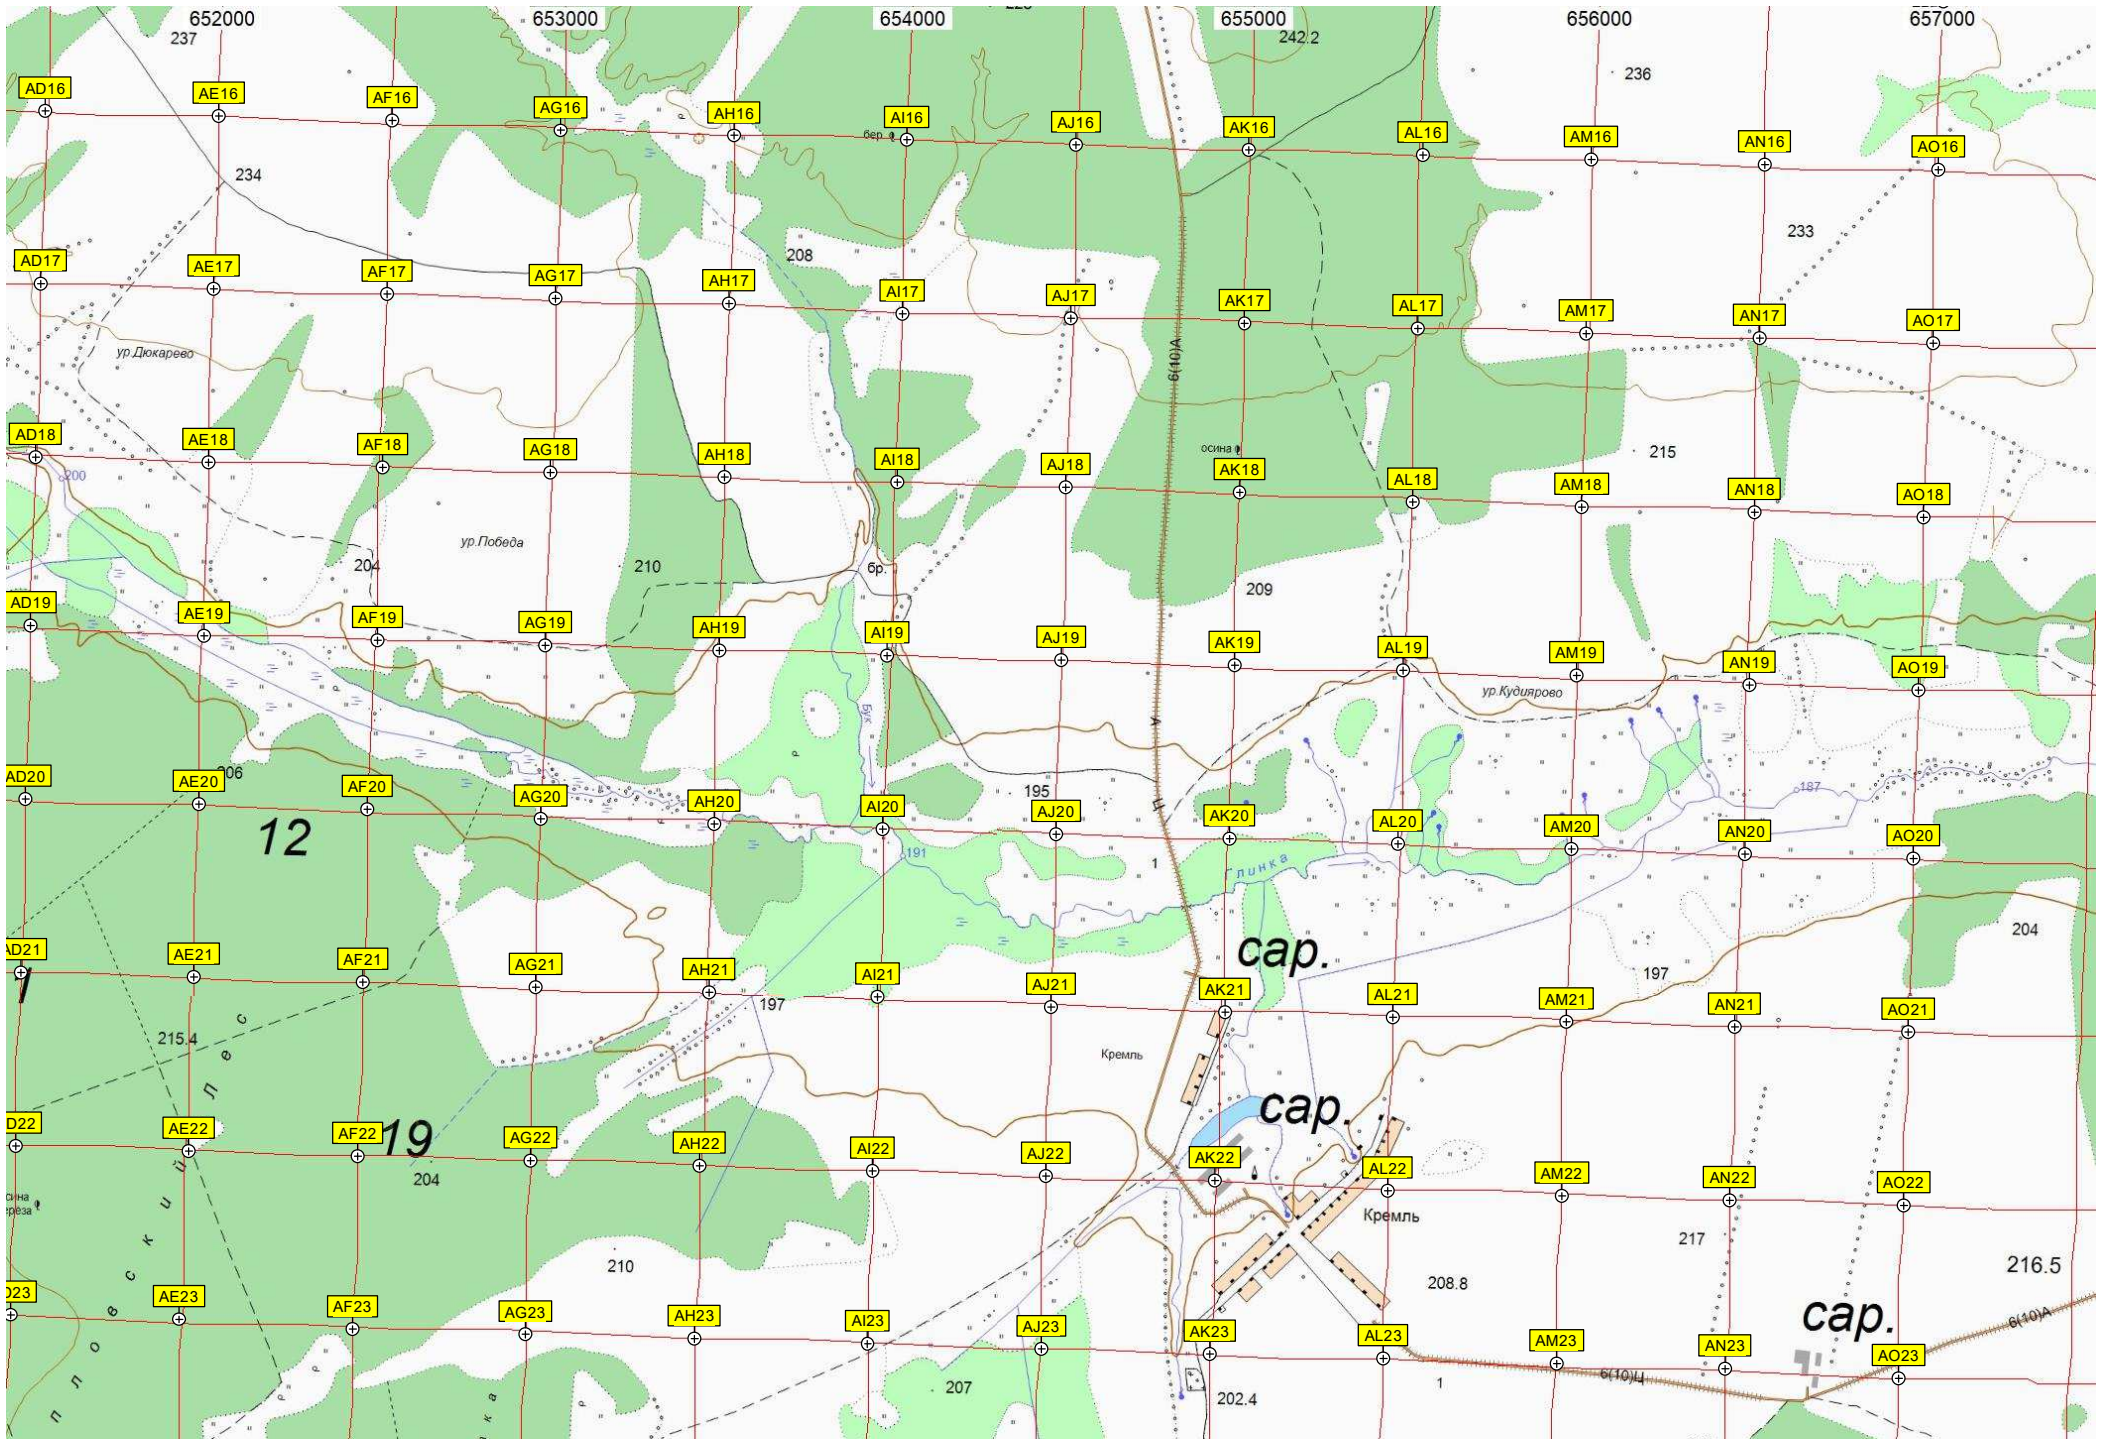 652000 653000 654000 655000 656000 657000
237
242.2
236
AD16 AE16 AF16 AG16 AH16 AI16 AJ16 AK16 AL16 AM16 AN16 AO16
бер.
234
233
208
AD17 AE17 AF17 AG17 AH17 AI17 AJ17 AK17 AL17 AM17 AN17 AO17
ур.Дюкарево
6(10)А
AD18 AE18 AF18 AG18 AH18 AI18 AJ18 AK18 AL18 AM18 AN18 AO18
осина
215
200
ур.Победа
204
210
бр.
209
AD19 AE19 AF19 AG19 AH19 AI19 AJ19 AK19 AL19 AM19 AN19 AO19
ур.Кудиярово
Бук
А
Ц
206
195
187
AD20 AE20 AF20 AG20 AH20 AI20 AJ20 AK20 AL20 AM20 AN20 AO20
12
191
1
Глинка
204
сар.
197
AD21 AE21 AF21 AG21 AH21 AI21 AJ21 AK21 AL21 AM21 AN21 AO21
1
197
215.4
Кремль
сар.
19
D22 AE22 AF22 AG22 AH22 AI22 AJ22 AK22 AL22 AM22 AN22 AO22
204
Кремль
217
210
208.8
216.5
ловский лес
сар.
6(10)А
AE23 AF23 AG23 AH23 AI23 AJ23 AK23 AL23 AM23 AN23 AO23
6(10)Ц
1
207
202.4